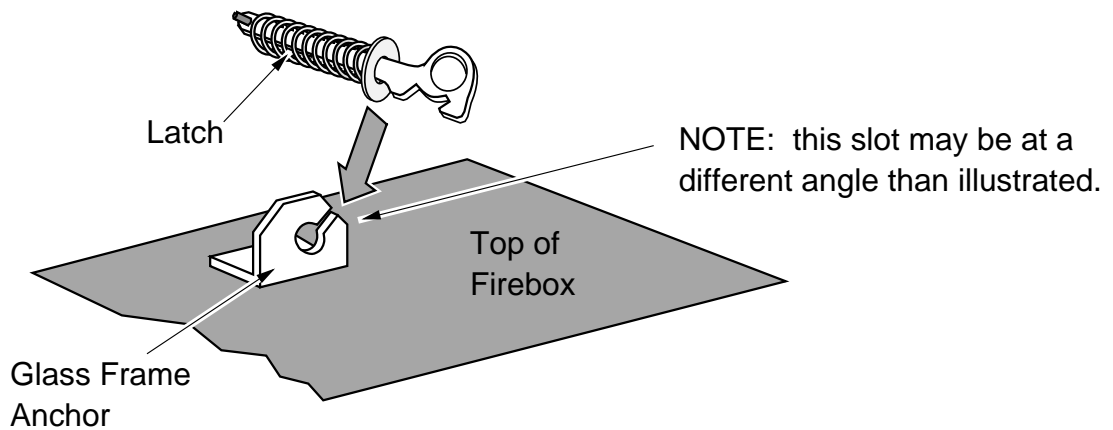 Latch
NOTE:  this slot may be at a
different angle than illustrated.
Top of
Firebox
Glass Frame
Anchor